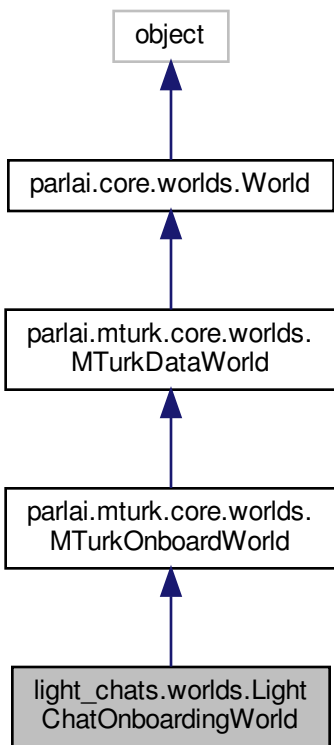 object
parlai.core.worlds.World
parlai.mturk.core.worlds.
MTurkDataWorld
parlai.mturk.core.worlds.
MTurkOnboardWorld
light_chats.worlds.Light
ChatOnboardingWorld